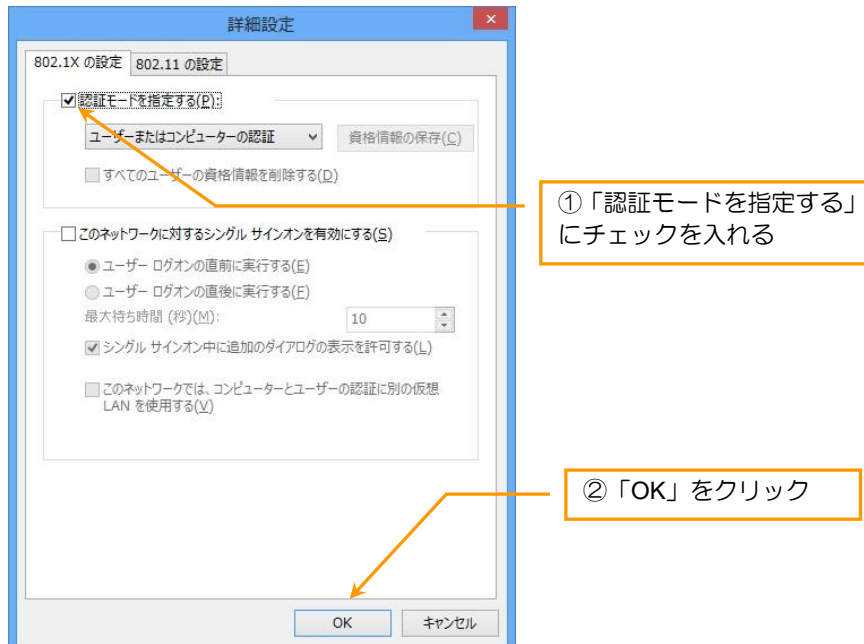 詳細設定
×
802.1X の設定 802.11 の設定
認証モードを指定する(P):
ユーザーまたはコンピューターの認証 資格情報の保存(C)
すべてのユーザーの資格情報を削除する(D)
①「認証モードを指定する」
にチェックを入れる
このネットワークに対するシングル サインオンを有効にする(S)
ユーザー ログオンの直前に実行する(E)
ユーザー ログオンの直後に実行する(F)
最大待ち時間 (秒)(M): 10
シングル サインオン中に追加のダイアログの表示を許可する(L)
このネットワークでは、コンピューターとユーザーの認証に別の仮想
LAN を使用する(V)
②「OK」をクリック
OK キャンセル